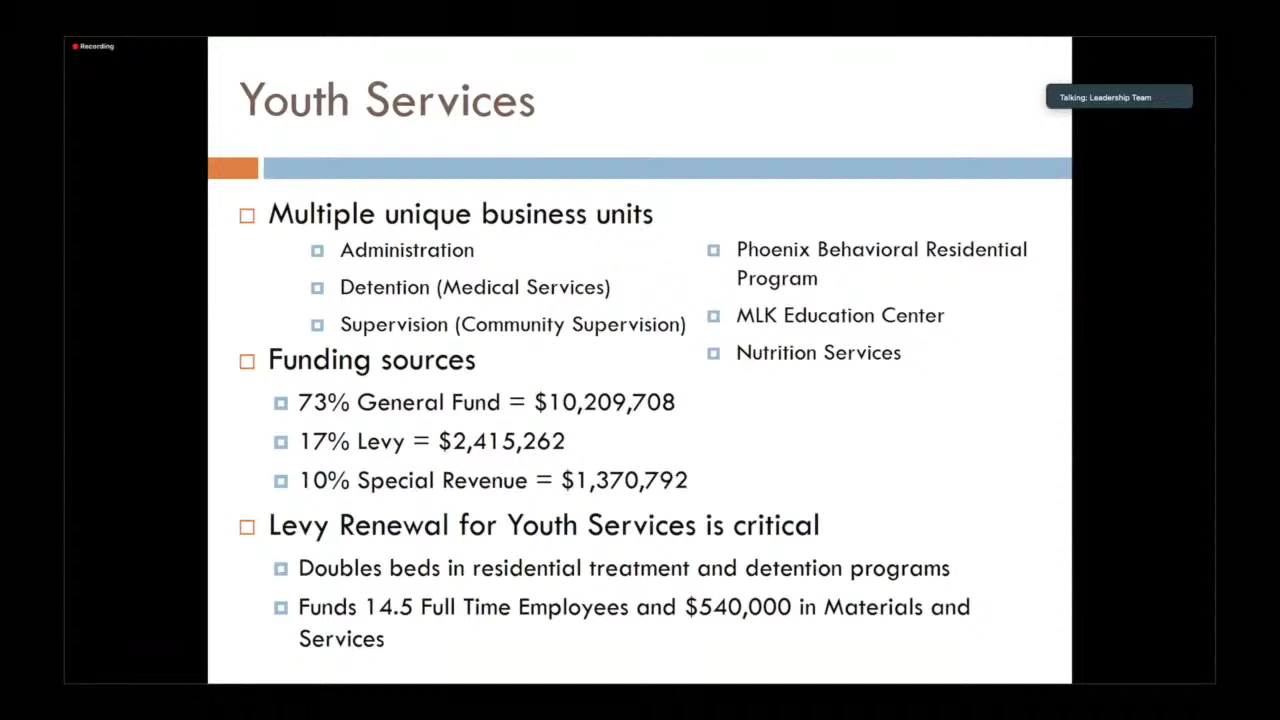 Recording
Youth Services
Talking: Leadership Team
Multiple unique business units
Administration
Detention (Medical Services)
Supervision (Community Supervision)
Phoenix Behavioral Residential
Program
MLK Education Center
Nutrition Services
Funding sources
73% General Fund = $10,209,708
17% Levy = $2,415,262
10% Special Revenue = $1,370,792
Levy Renewal for Youth Services is critical
Doubles beds in residential treatment and detention programs
Funds 14.5 Full Time Employees and $540,000 in Materials and
Services